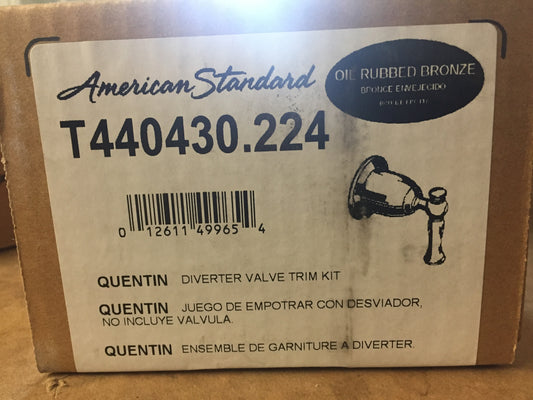 American Standard
OIL RUBBED BRONZE
BRONCE ENVEJECIDO
T440430.224
0 12611 49965 4
QUENTIN DIVERTER VALVE TRIM KIT
QUENTIN JUEGO DE EMPOTRAR CON DESVIADOR,
NO INCLUYE VALVULA.
QUENTIN ENSEMBLE DE GARNITURE A DIVERTER.